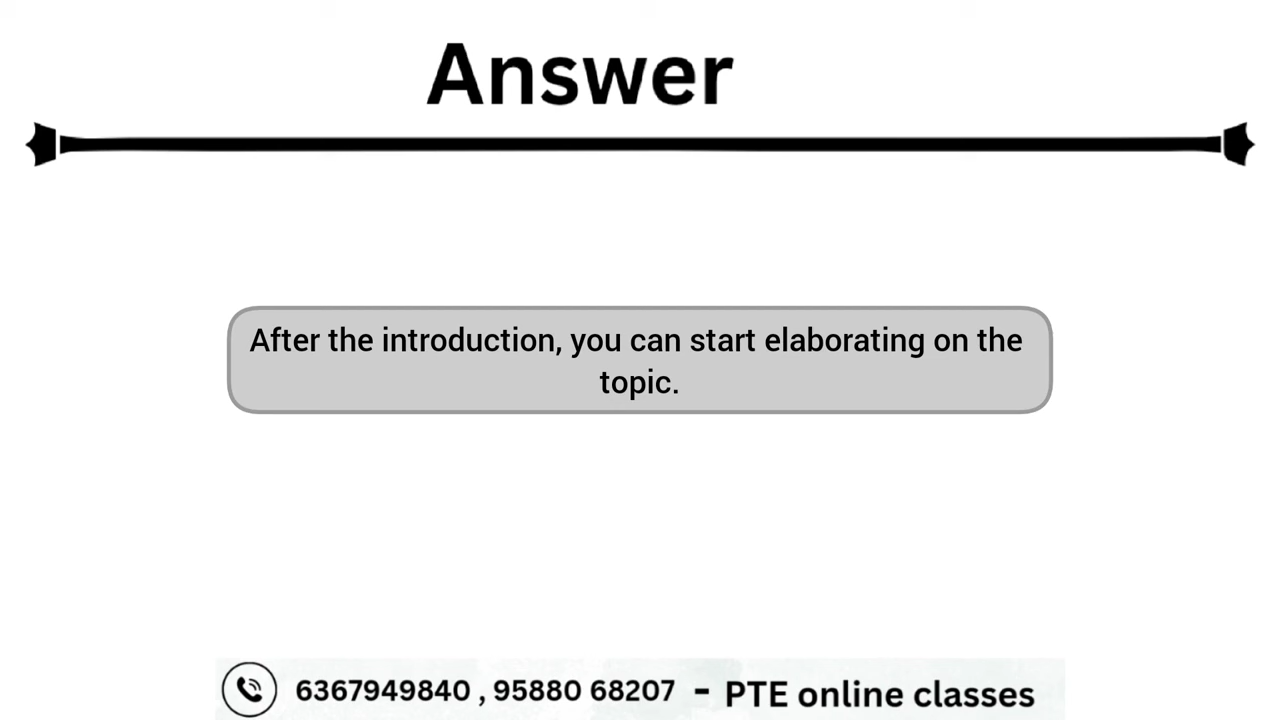 Answer
After the introduction, you can start elaborating on the
topic.
6367949840 , 95880 68207 - PTE online classes